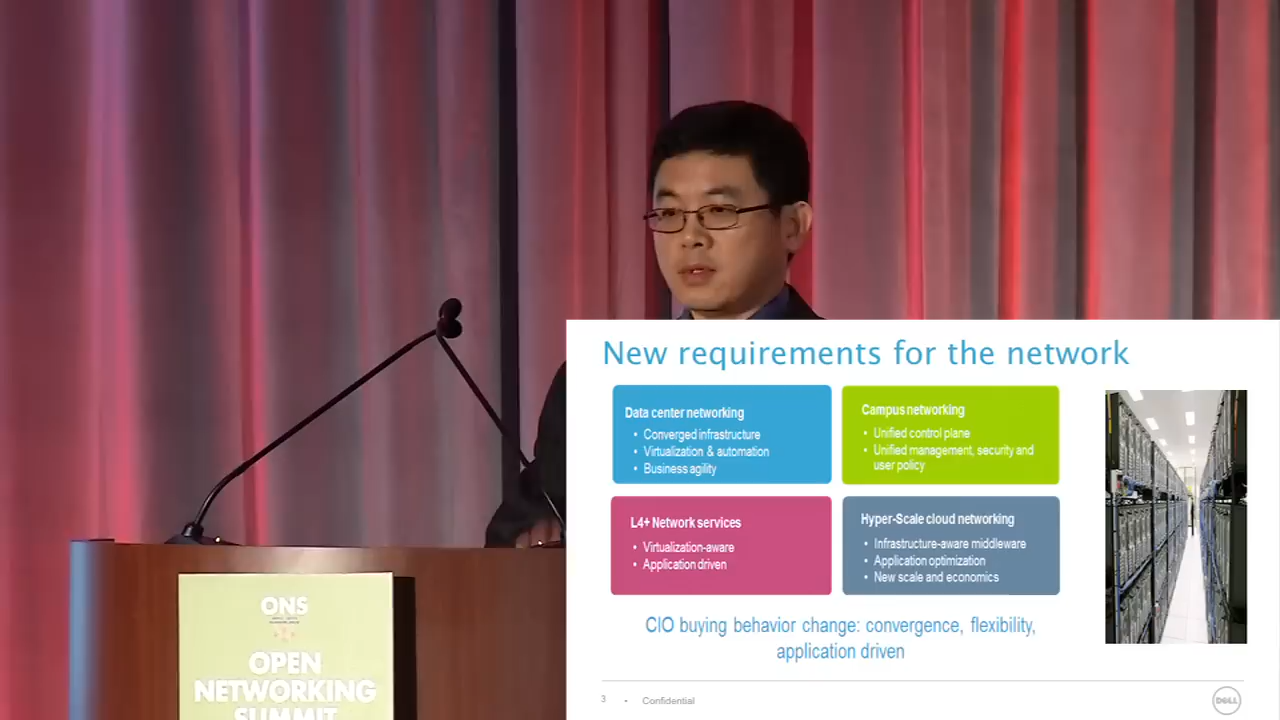 ONS
OPEN
NETWORKING
SUMMIT
New requirements for the network
Data center networking
• Converged infrastructure
• Virtualization & automation
• Business agility
Campus networking
• Unified control plane
• Unified management, security and
user policy
L4+ Network services
• Virtualization-aware
• Application driven
Hyper-Scale cloud networking
• Infrastructure-aware middleware
• Application optimization
• New scale and economics
CIO buying behavior change: convergence, flexibility,
application driven
3 • Confidential
DELL